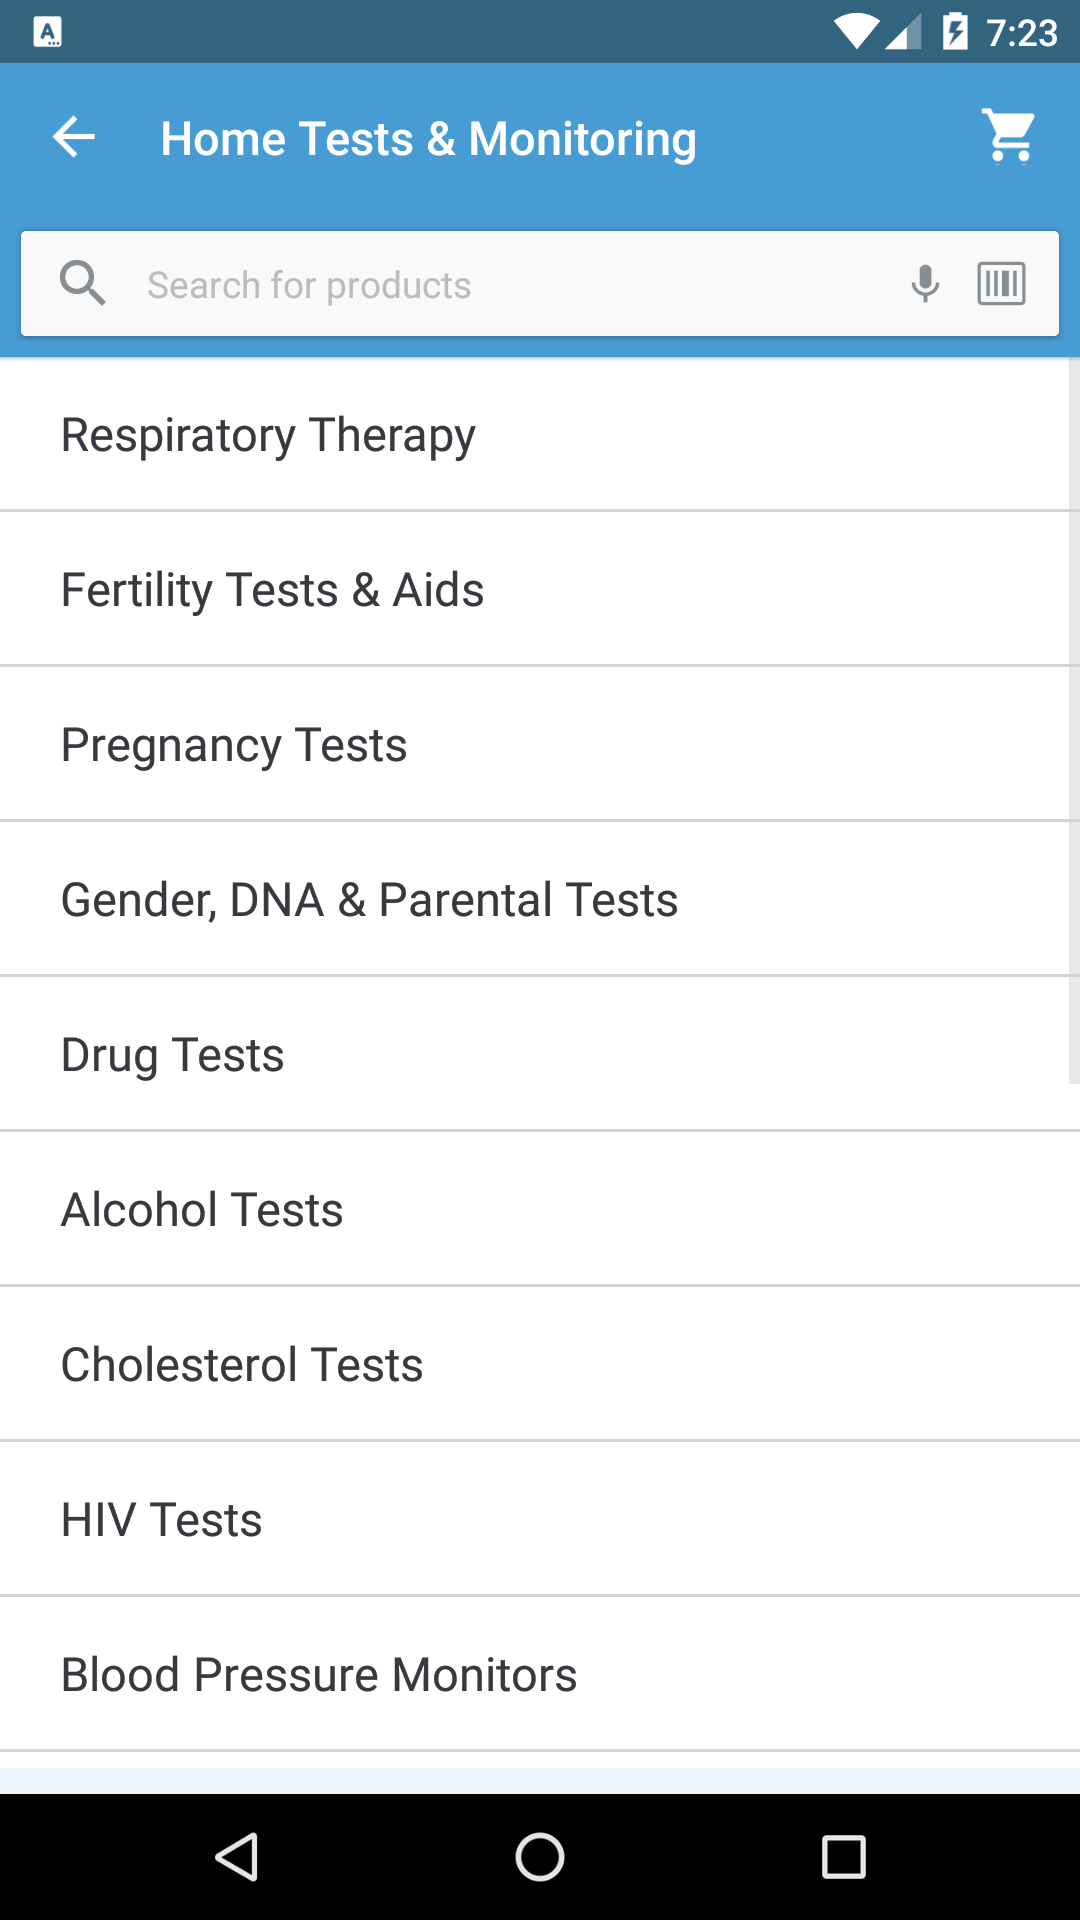 7:23
Home Tests & Monitoring
Search for products
Respiratory Therapy
Fertility Tests & Aids
Pregnancy Tests
Gender, DNA & Parental Tests
Drug Tests
Alcohol Tests
Cholesterol Tests
HIV Tests
Blood Pressure Monitors